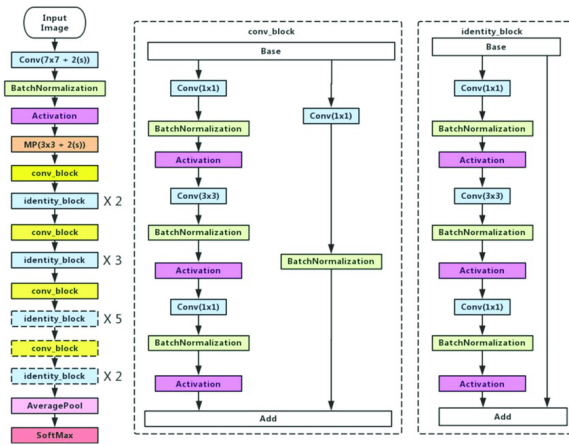 Input
Image
Conv(7x7 + 2(s))
BatchNormalization
Activation
MP(3x3 + 2(s))
conv_block
identity_block X 2
conv_block
identity_block X 3
conv_block
identity_block X 5
conv_block
identity_block X 2
AveragePool
SoftMax
conv_block
Base
Conv(1x1)
BatchNormalization
Activation
Conv(3x3)
BatchNormalization
Activation
Conv(1x1)
BatchNormalization
Activation
Conv(1x1)
BatchNormalization
Add
identity_block
Base
Conv(1x1)
BatchNormalization
Activation
Conv(3x3)
BatchNormalization
Activation
Conv(1x1)
BatchNormalization
Activation
Add